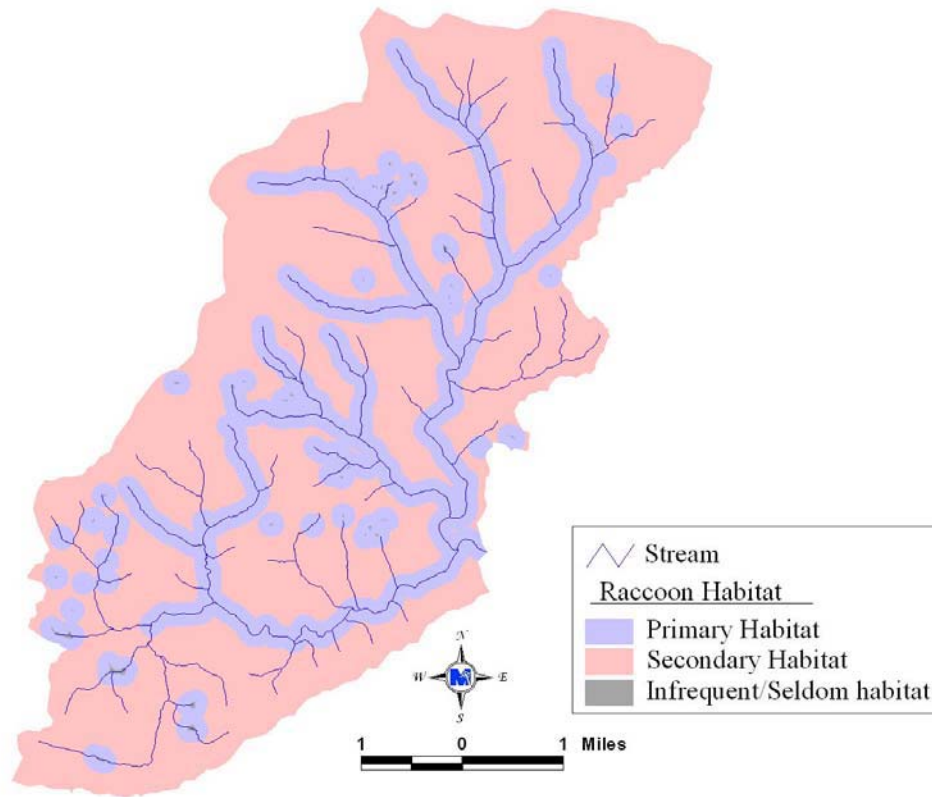 Stream
Raccoon Habitat
Primary Habitat
Secondary Habitat
Infrequent/Seldom habitat
N
W M E
S
1 0 1 Miles